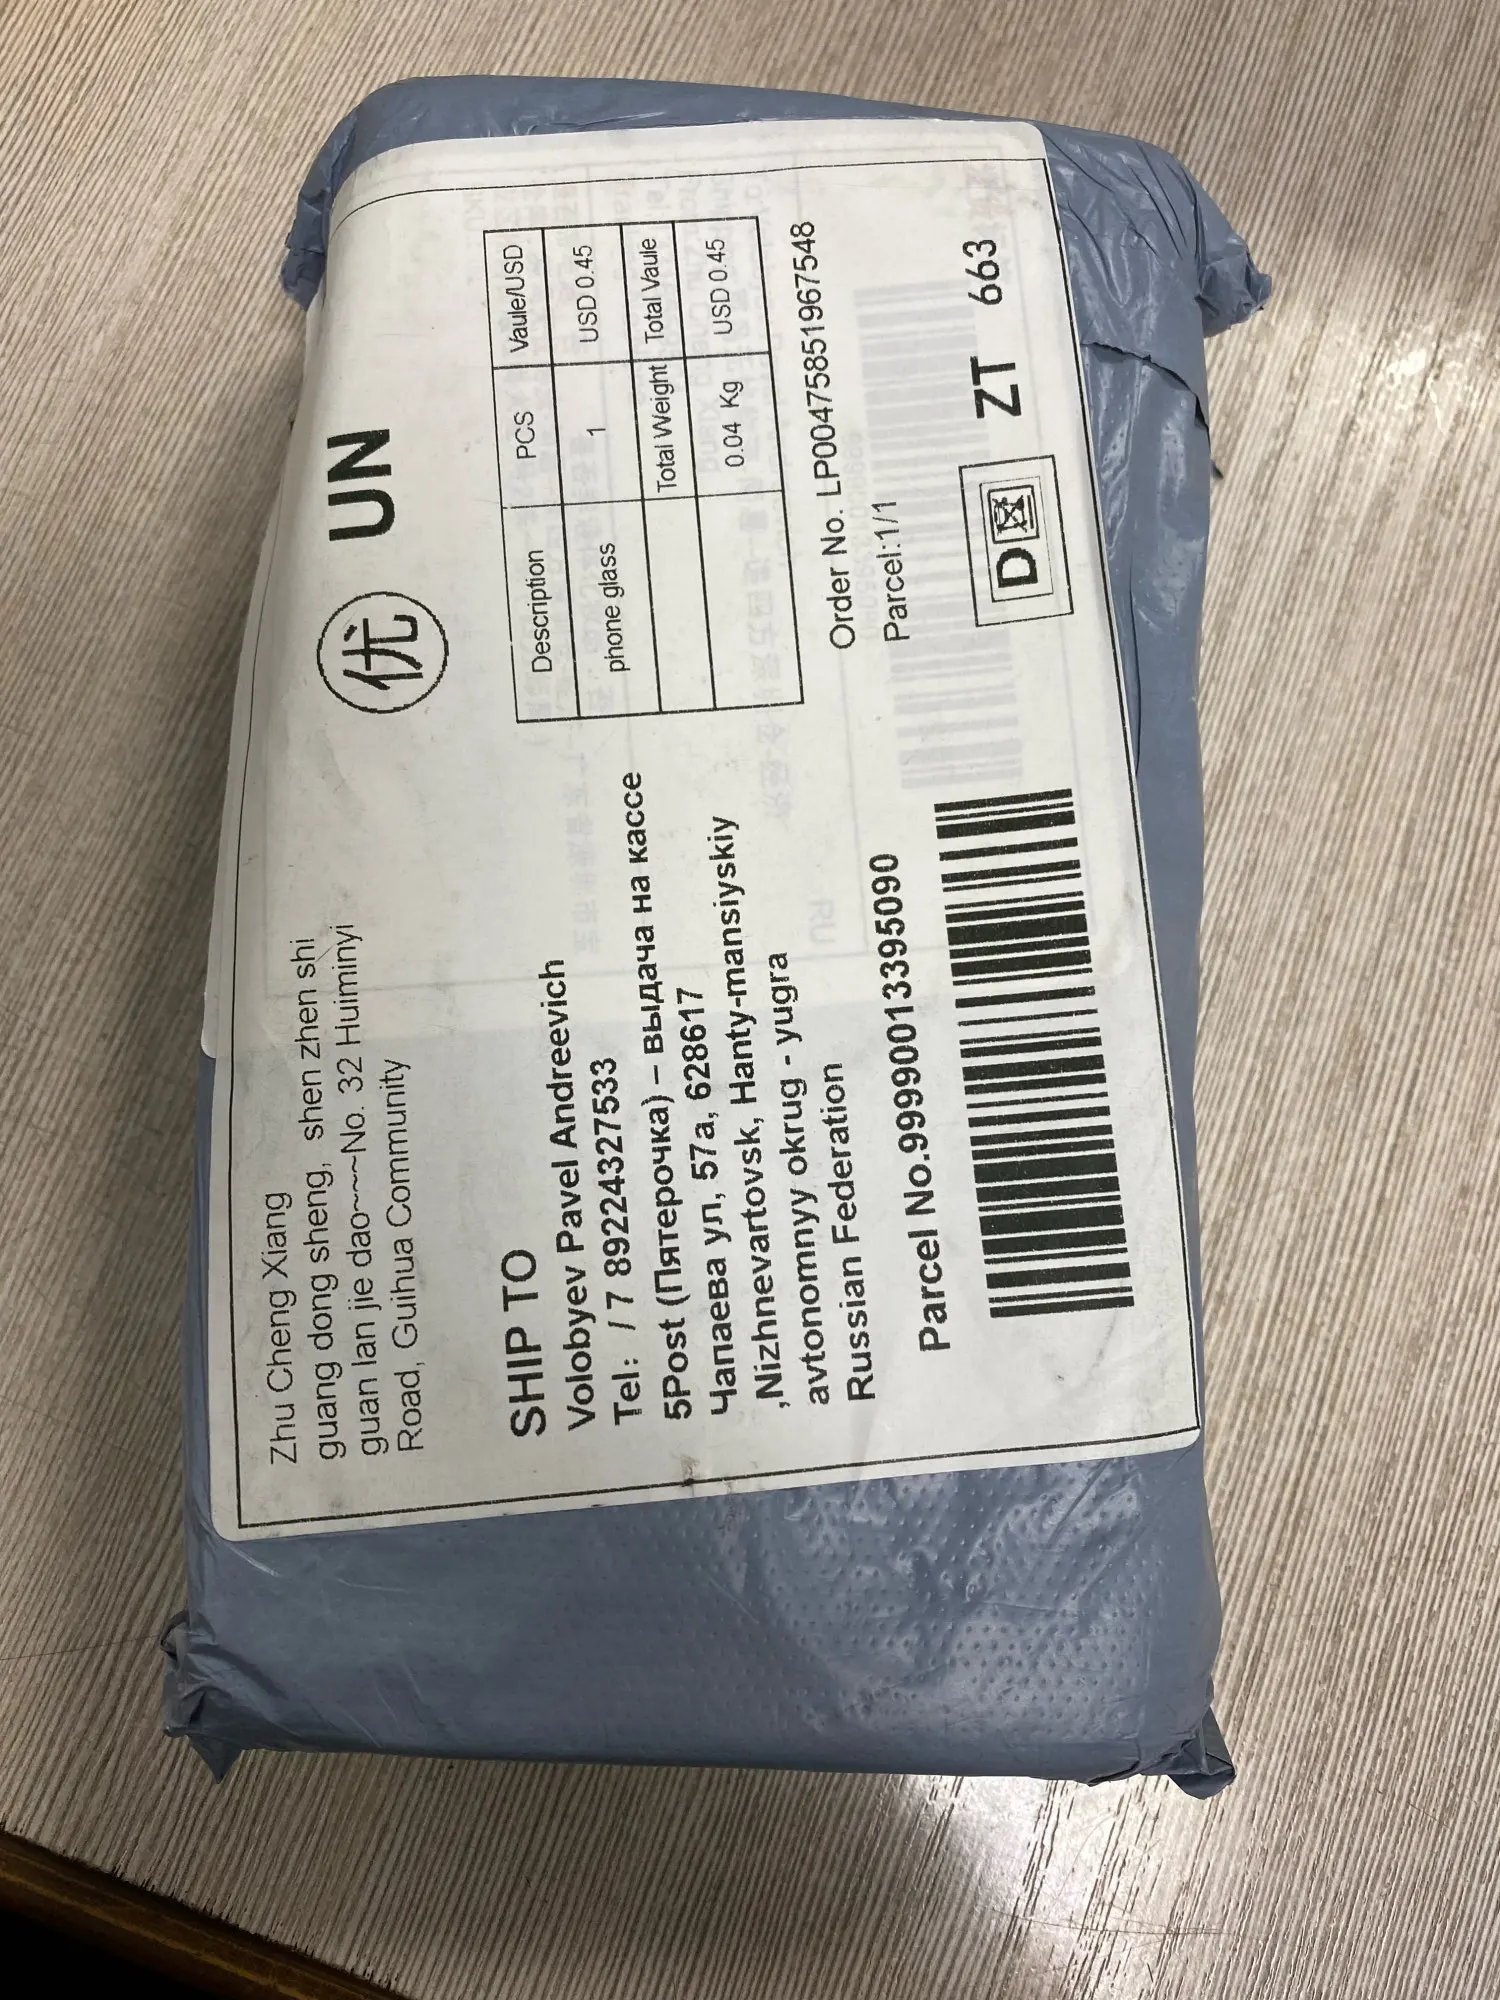 Zhu Cheng Xiang
guang dong sheng, shen zhen shi
guan lan jie dao~~~No. 32 Huiminyi
Road, Guihua Community
优 UN
SHIP TO
Volobyev Pavel Andreevich
Tel: / 7 89224327533
5Post (Пятерочка) – выдача на кассе
Чапаева ул, 57а, 628617
,Nizhnevartovsk, Hanty-mansiyskiy
avtonomnyy okrug - yugra
Russian Federation
Description PCS Vaule/USD
phone glass 1 USD 0.45
Total Weight Total Vaule
0.04 Kg USD 0.45
Order No. LP00475851967548
Parcel:1/1
Parcel No.99990013395090
D ZT 663